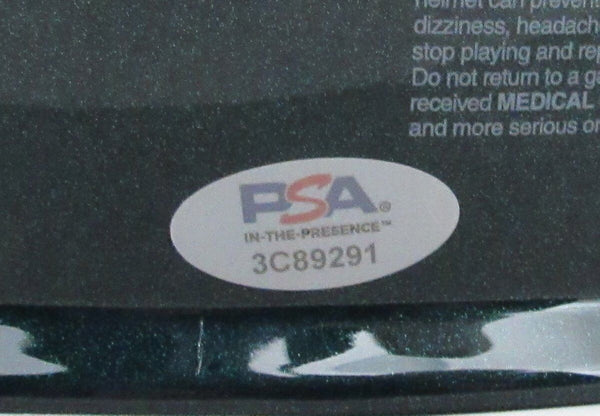 helmet can prevent
dizziness, headach
stop playing and rep
Do not return to a ga
received MEDICAL
and more serious or
PSA®
IN-THE-PRESENCE™
3C89291